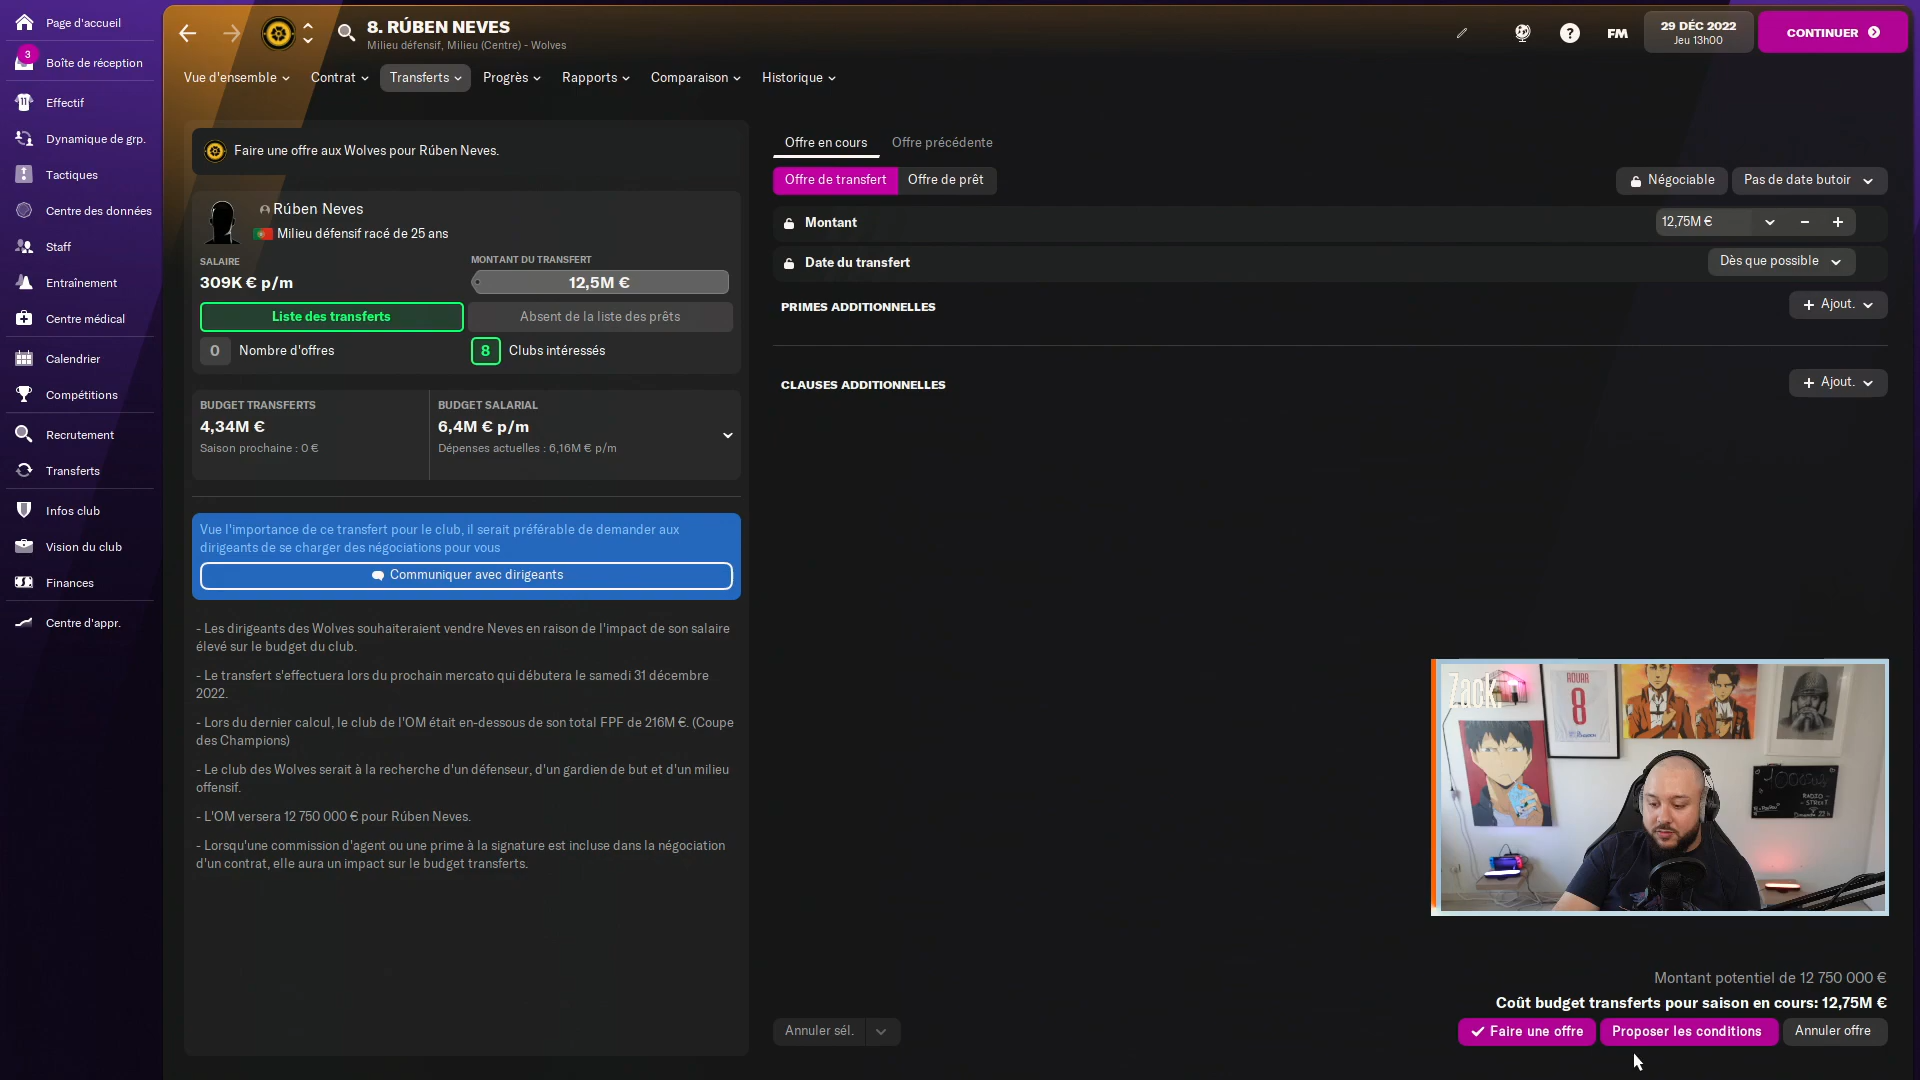 Page d'accueil
3
Boîte de réception
Effectif
Dynamique de grp.
Tactiques
Centre des données
Staff
Entraînement
Centre médical
Calendrier
Compétitions
Recrutement
Transferts
Infos club
Vision du club
Finances
Centre d'appr.
8. RÚBEN NEVES
Milieu défensif, Milieu (Centre) - Wolves
FM
29 DÉC 2022
Jeu 13h00
CONTINUER
Vue d'ensemble
Contrat
Transferts
Progrès
Rapports
Comparaison
Historique
Faire une offre aux Wolves pour Rúben Neves.
Rúben Neves
Milieu défensif racé de 25 ans
SALAIRE
309K € p/m
MONTANT DU TRANSFERT
12,5M €
Liste des transferts
Absent de la liste des prêts
0 Nombre d'offres
8 Clubs intéressés
BUDGET TRANSFERTS
4,34M €
Saison prochaine : 0 €
BUDGET SALARIAL
6,4M € p/m
Dépenses actuelles : 6,16M € p/m
Vue l'importance de ce transfert pour le club, il serait préférable de demander aux
dirigeants de se charger des négociations pour vous
Communiquer avec dirigeants
- Les dirigeants des Wolves souhaiteraient vendre Neves en raison de l'impact de son salaire
élevé sur le budget du club.
- Le transfert s'effectuera lors du prochain mercato qui débutera le samedi 31 décembre
2022.
- Lors du dernier calcul, le club de l'OM était en-dessous de son total FPF de 216M €. (Coupe
des Champions)
- Le club des Wolves serait à la recherche d'un défenseur, d'un gardien de but et d'un milieu
offensif.
- L'OM versera 12 750 000 € pour Rúben Neves.
- Lorsqu'une commission d'agent ou une prime à la signature est incluse dans la négociation
d'un contrat, elle aura un impact sur le budget transferts.
Offre en cours
Offre précédente
Offre de transfert
Offre de prêt
Négociable
Pas de date butoir
Montant
12,75M €
Date du transfert
Dès que possible
PRIMES ADDITIONNELLES
Ajout.
CLAUSES ADDITIONNELLES
Ajout.
Zack.
AOUAR
8
RADIO
STREET
Montant potentiel de 12 750 000 €
Coût budget transferts pour saison en cours: 12,75M €
Annuler sél.
Faire une offre
Proposer les conditions
Annuler offre